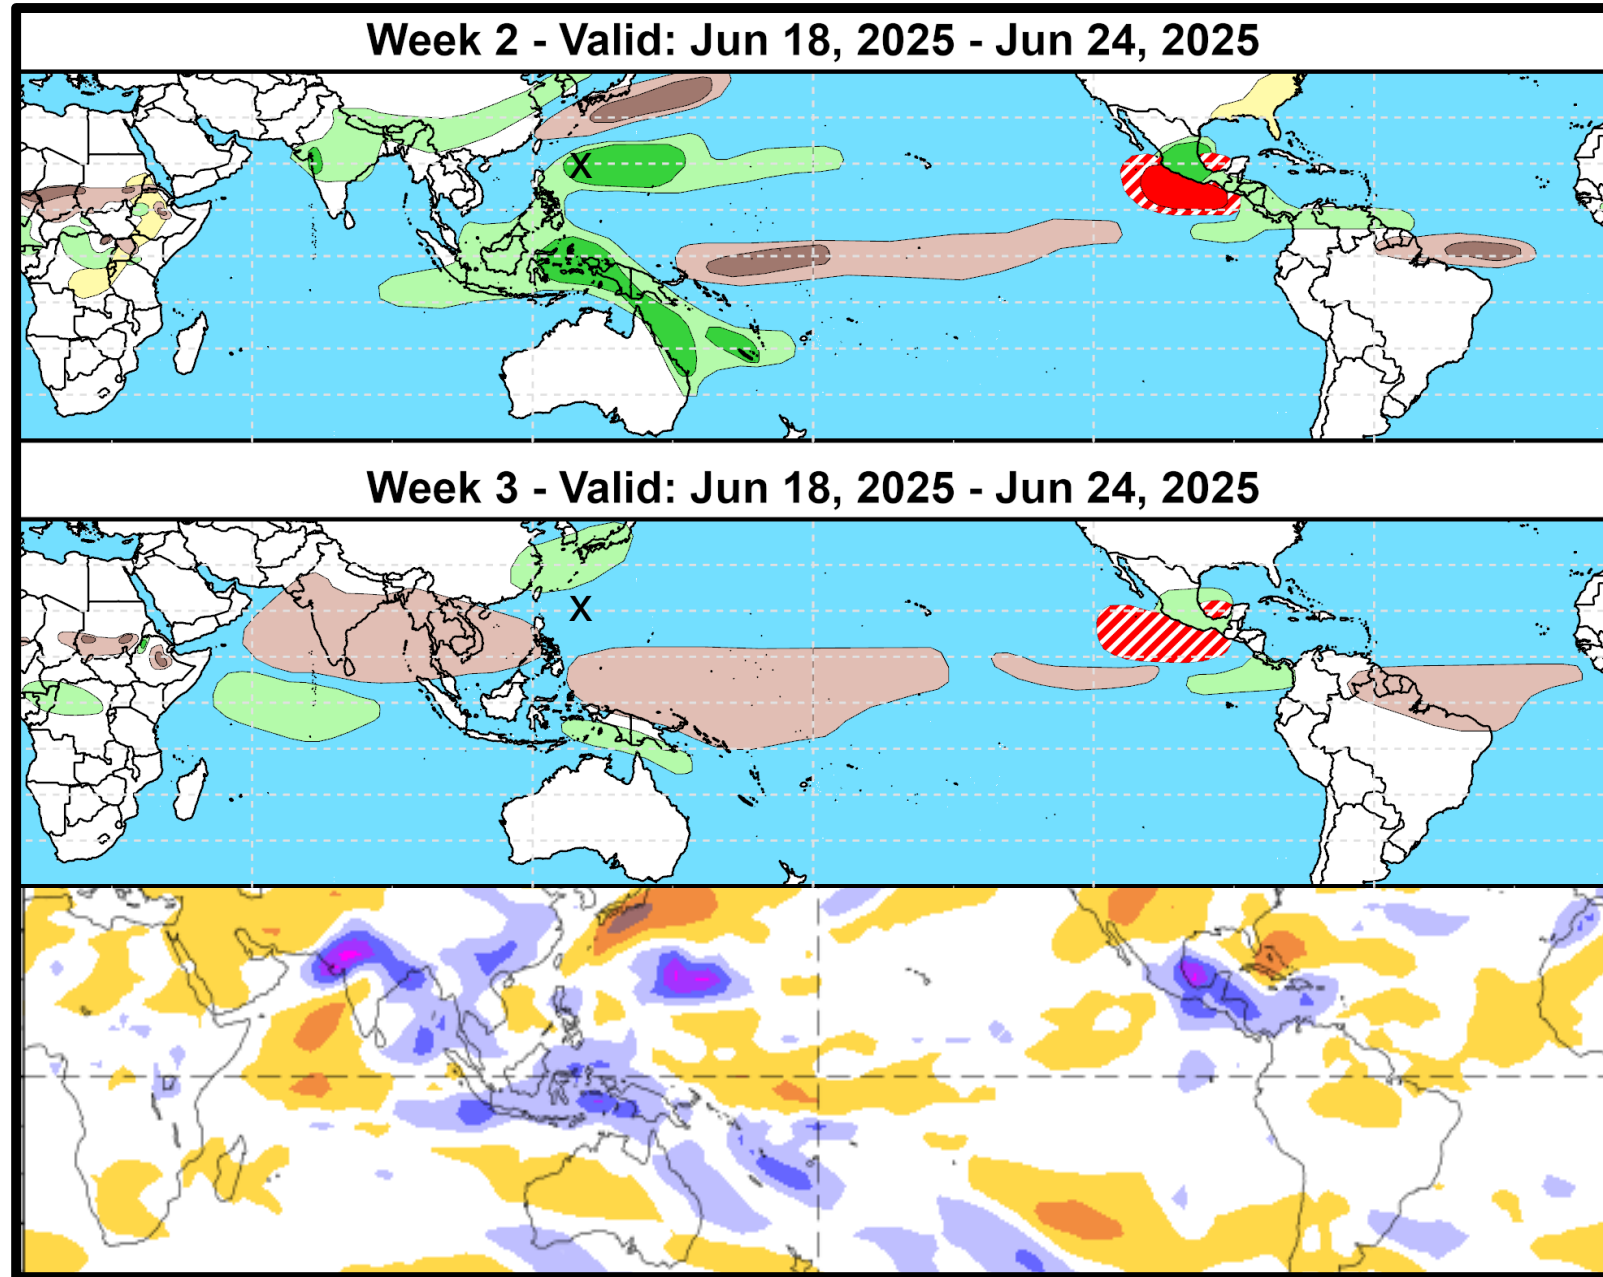 Week 2 - Valid: Jun 18, 2025 - Jun 24, 2025
X
Week 3 - Valid: Jun 18, 2025 - Jun 24, 2025
X